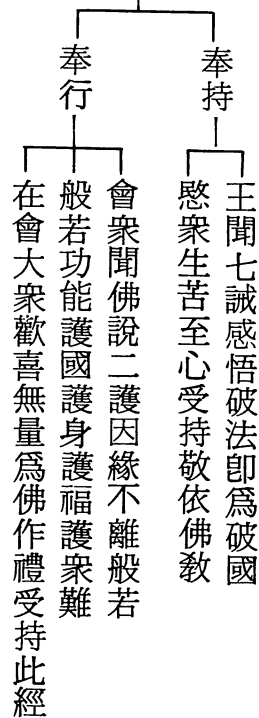 奉持
王聞七誡感悟破法卽爲破國
愍衆生苦至心受持敬依佛敎
奉行
會衆聞佛說二護因緣不離般若
般若功能護國護身護福護衆難
在會大衆歡喜無量爲佛作禮受持此經